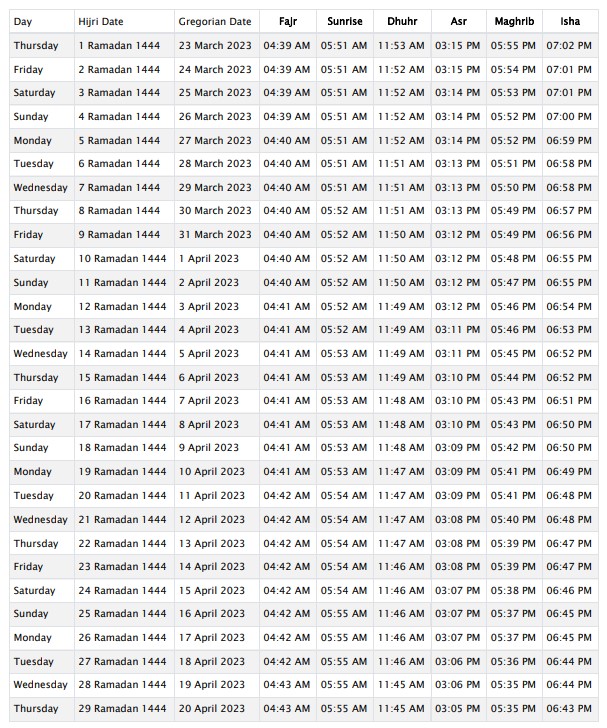 Day Hijri Date Gregorian Date Fajr Sunrise Dhuhr Asr Maghrib Isha
Thursday 1 Ramadan 1444 23 March 2023 04:39 AM 05:51 AM 11:53 AM 03:15 PM 05:55 PM 07:02 PM
Friday 2 Ramadan 1444 24 March 2023 04:39 AM 05:51 AM 11:52 AM 03:15 PM 05:54 PM 07:01 PM
Saturday 3 Ramadan 1444 25 March 2023 04:39 AM 05:51 AM 11:52 AM 03:14 PM 05:53 PM 07:01 PM
Sunday 4 Ramadan 1444 26 March 2023 04:39 AM 05:51 AM 11:52 AM 03:14 PM 05:52 PM 07:00 PM
Monday 5 Ramadan 1444 27 March 2023 04:40 AM 05:51 AM 11:52 AM 03:14 PM 05:52 PM 06:59 PM
Tuesday 6 Ramadan 1444 28 March 2023 04:40 AM 05:51 AM 11:51 AM 03:13 PM 05:51 PM 06:58 PM
Wednesday 7 Ramadan 1444 29 March 2023 04:40 AM 05:51 AM 11:51 AM 03:13 PM 05:50 PM 06:58 PM
Thursday 8 Ramadan 1444 30 March 2023 04:40 AM 05:52 AM 11:51 AM 03:13 PM 05:49 PM 06:57 PM
Friday 9 Ramadan 1444 31 March 2023 04:40 AM 05:52 AM 11:50 AM 03:12 PM 05:49 PM 06:56 PM
Saturday 10 Ramadan 1444 1 April 2023 04:40 AM 05:52 AM 11:50 AM 03:12 PM 05:48 PM 06:55 PM
Sunday 11 Ramadan 1444 2 April 2023 04:40 AM 05:52 AM 11:50 AM 03:12 PM 05:47 PM 06:55 PM
Monday 12 Ramadan 1444 3 April 2023 04:41 AM 05:52 AM 11:49 AM 03:12 PM 05:46 PM 06:54 PM
Tuesday 13 Ramadan 1444 4 April 2023 04:41 AM 05:52 AM 11:49 AM 03:11 PM 05:46 PM 06:53 PM
Wednesday 14 Ramadan 1444 5 April 2023 04:41 AM 05:53 AM 11:49 AM 03:11 PM 05:45 PM 06:52 PM
Thursday 15 Ramadan 1444 6 April 2023 04:41 AM 05:53 AM 11:49 AM 03:10 PM 05:44 PM 06:52 PM
Friday 16 Ramadan 1444 7 April 2023 04:41 AM 05:53 AM 11:48 AM 03:10 PM 05:43 PM 06:51 PM
Saturday 17 Ramadan 1444 8 April 2023 04:41 AM 05:53 AM 11:48 AM 03:10 PM 05:43 PM 06:50 PM
Sunday 18 Ramadan 1444 9 April 2023 04:41 AM 05:53 AM 11:48 AM 03:09 PM 05:42 PM 06:50 PM
Monday 19 Ramadan 1444 10 April 2023 04:41 AM 05:53 AM 11:47 AM 03:09 PM 05:41 PM 06:49 PM
Tuesday 20 Ramadan 1444 11 April 2023 04:42 AM 05:54 AM 11:47 AM 03:09 PM 05:41 PM 06:48 PM
Wednesday 21 Ramadan 1444 12 April 2023 04:42 AM 05:54 AM 11:47 AM 03:08 PM 05:40 PM 06:48 PM
Thursday 22 Ramadan 1444 13 April 2023 04:42 AM 05:54 AM 11:47 AM 03:08 PM 05:39 PM 06:47 PM
Friday 23 Ramadan 1444 14 April 2023 04:42 AM 05:54 AM 11:46 AM 03:08 PM 05:39 PM 06:47 PM
Saturday 24 Ramadan 1444 15 April 2023 04:42 AM 05:54 AM 11:46 AM 03:07 PM 05:38 PM 06:46 PM
Sunday 25 Ramadan 1444 16 April 2023 04:42 AM 05:55 AM 11:46 AM 03:07 PM 05:37 PM 06:45 PM
Monday 26 Ramadan 1444 17 April 2023 04:42 AM 05:55 AM 11:46 AM 03:07 PM 05:37 PM 06:45 PM
Tuesday 27 Ramadan 1444 18 April 2023 04:42 AM 05:55 AM 11:46 AM 03:06 PM 05:36 PM 06:44 PM
Wednesday 28 Ramadan 1444 19 April 2023 04:43 AM 05:55 AM 11:45 AM 03:06 PM 05:35 PM 06:44 PM
Thursday 29 Ramadan 1444 20 April 2023 04:43 AM 05:55 AM 11:45 AM 03:05 PM 05:35 PM 06:43 PM